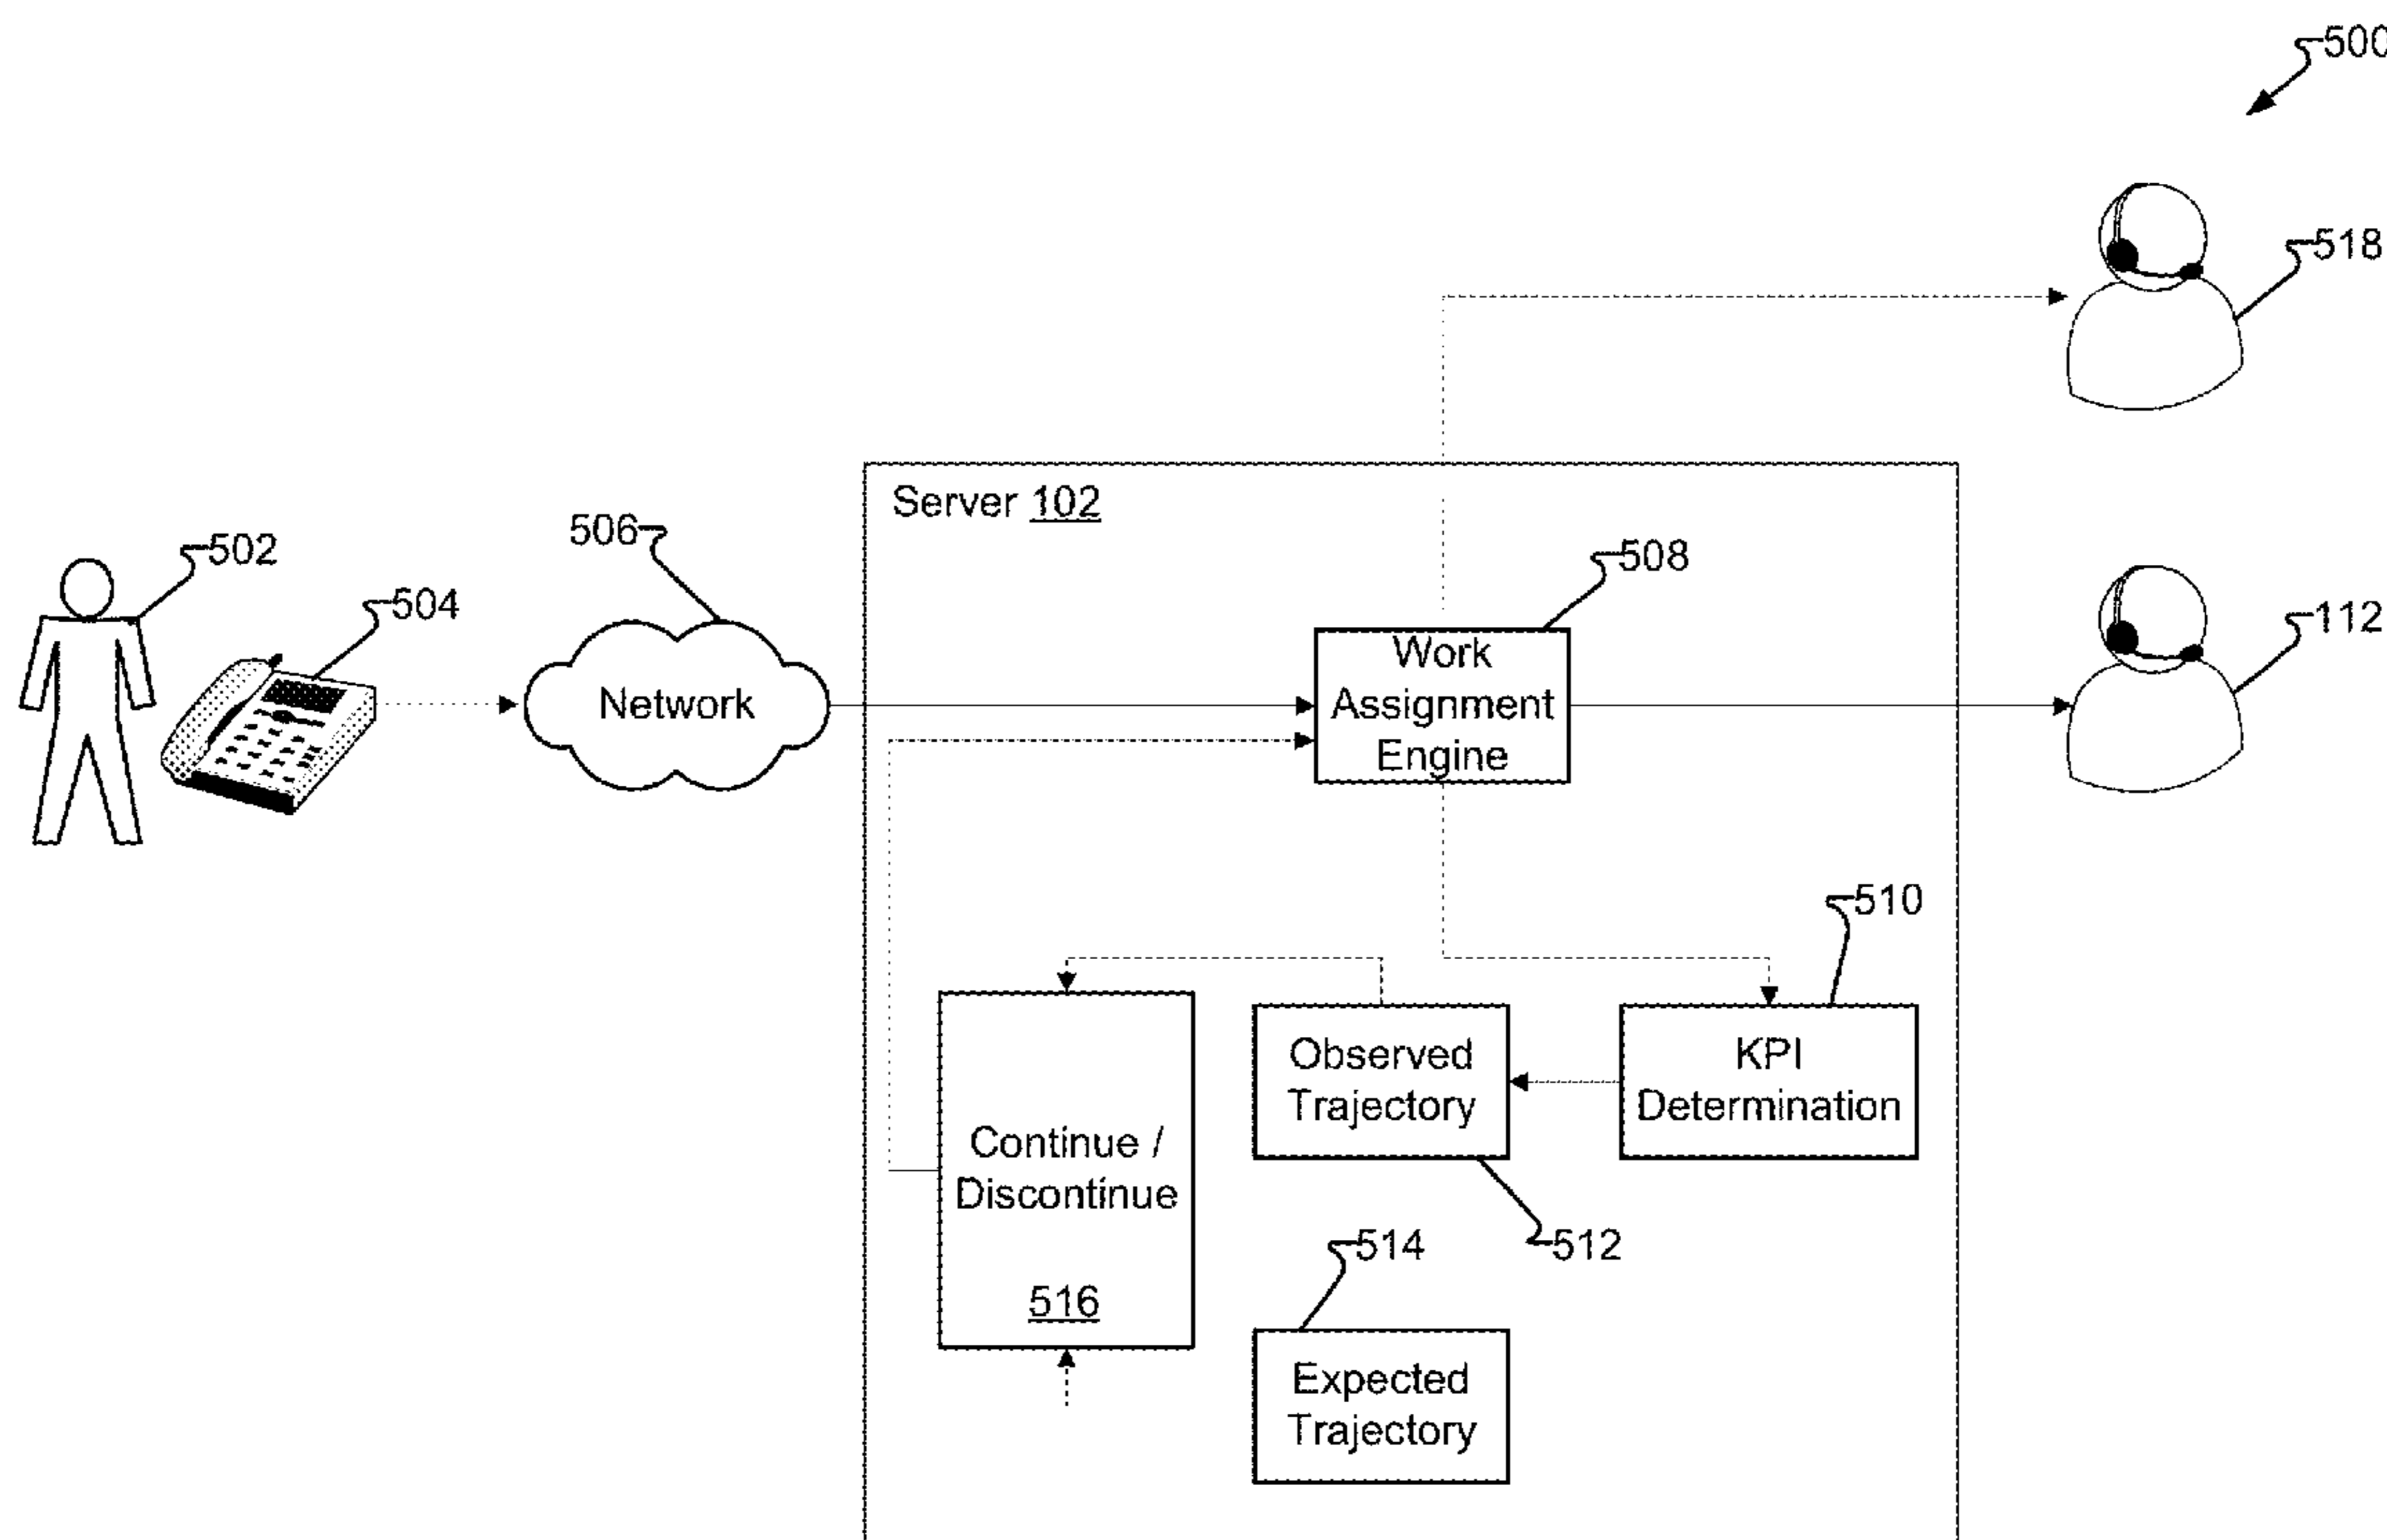 500
518
Server 102
506
502
508
504
112
Work
Assignment
Engine
Network
510
Observed
Trajectory
KPI
Determination
Continue /
Discontinue
516
512
514
Expected
Trajectory